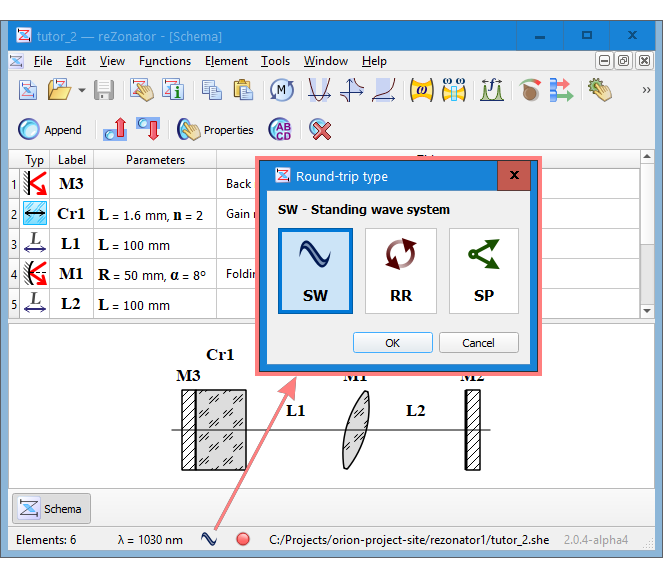 tutor_2 — reZonator - [Schema]
File Edit View Functions Element Tools Window Help
Append Properties AB CD
Typ Label Parameters
1 M3 Back
2 Cr1 L = 1.6 mm, n = 2 Gain
3 L L1 L = 100 mm
4 M1 R = 50 mm, α = 8° Foldin
5 L L2 L = 100 mm
Round-trip type
SW - Standing wave system
SW RR SP
OK Cancel
Cr1
M3 M1 M2
L1 L2
Schema
Elements: 6 λ = 1030 nm C:/Projects/orion-project-site/rezonator1/tutor_2.she 2.0.4-alpha4